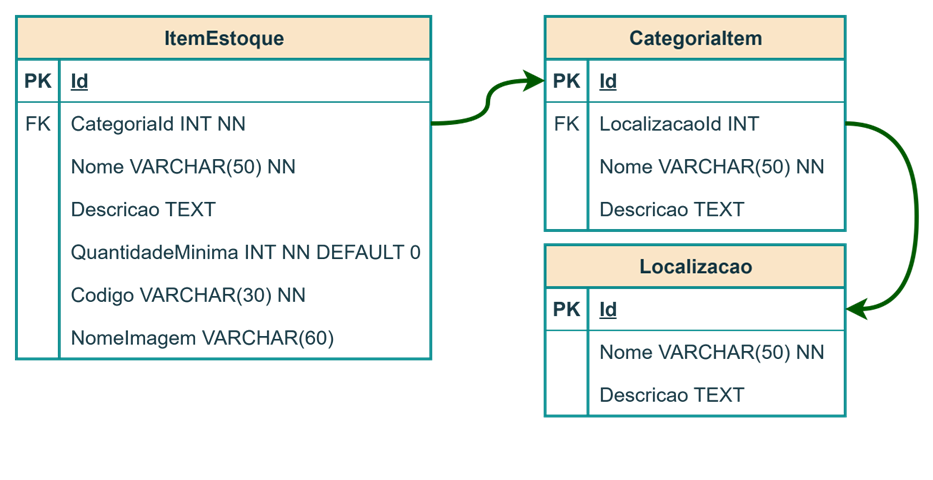 ItemEstoque
PK Id
FK CategoriaId INT NN
Nome VARCHAR(50) NN
Descricao TEXT
QuantidadeMinima INT NN DEFAULT 0
Codigo VARCHAR(30) NN
NomeImagem VARCHAR(60)
CategoriaItem
PK Id
FK LocalizacaoId INT
Nome VARCHAR(50) NN
Descricao TEXT
Localizacao
PK Id
Nome VARCHAR(50) NN
Descricao TEXT